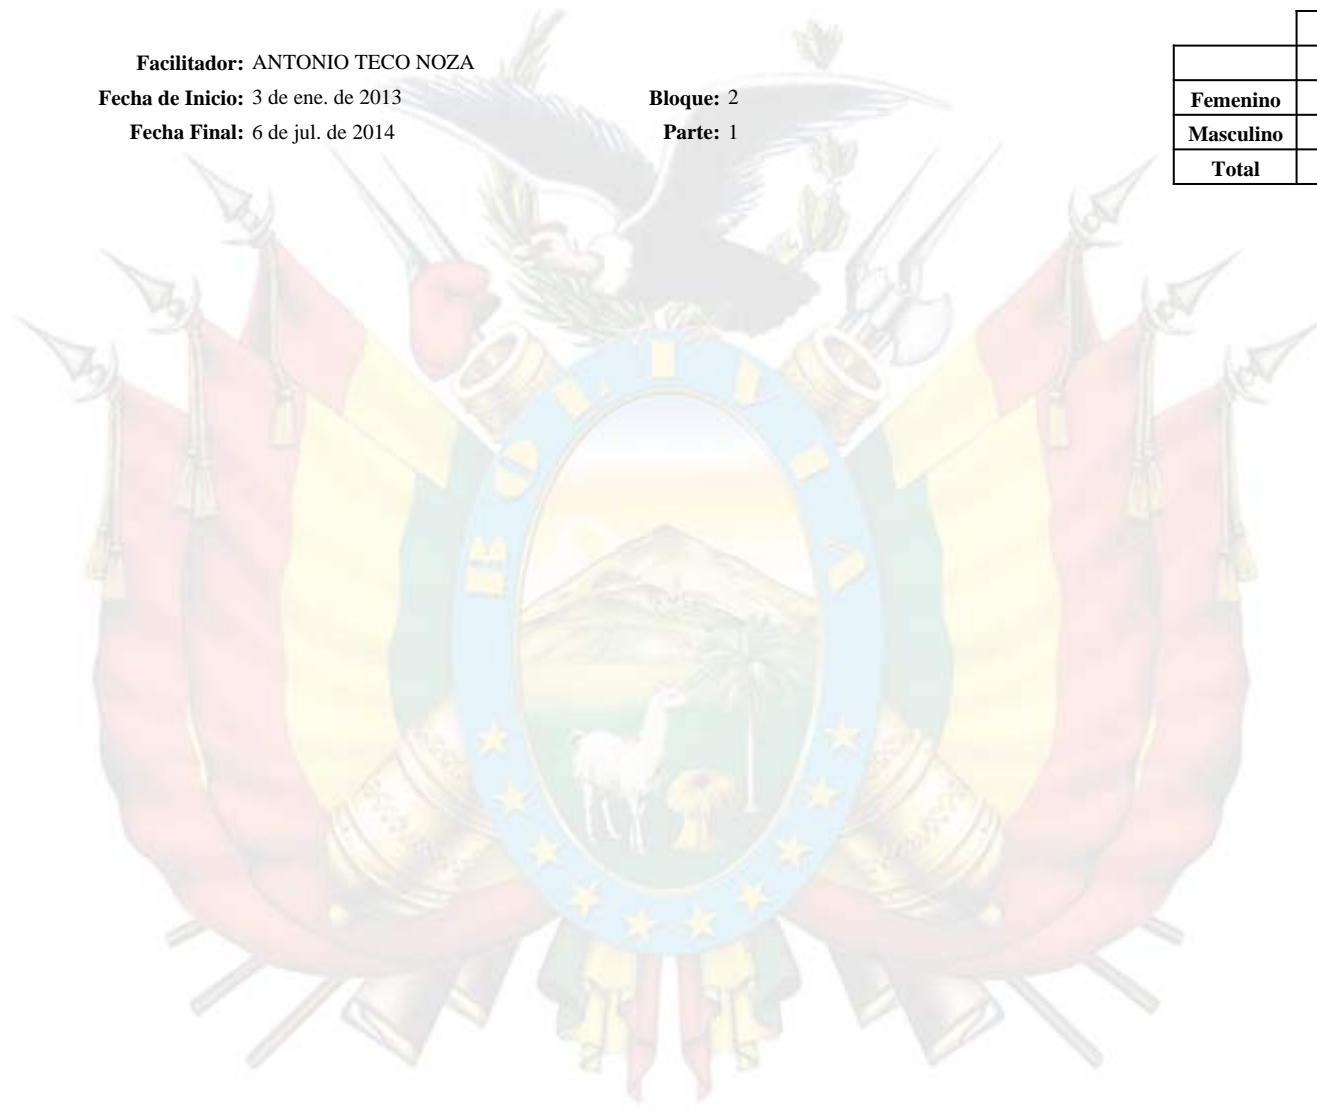 Facilitador: ANTONIO TECO NOZA
Fecha de Inicio: 3 de ene. de 2013 Bloque: 2
Fecha Final: 6 de jul. de 2014 Parte: 1
Femenino
Masculino
Total
BOLIVIA